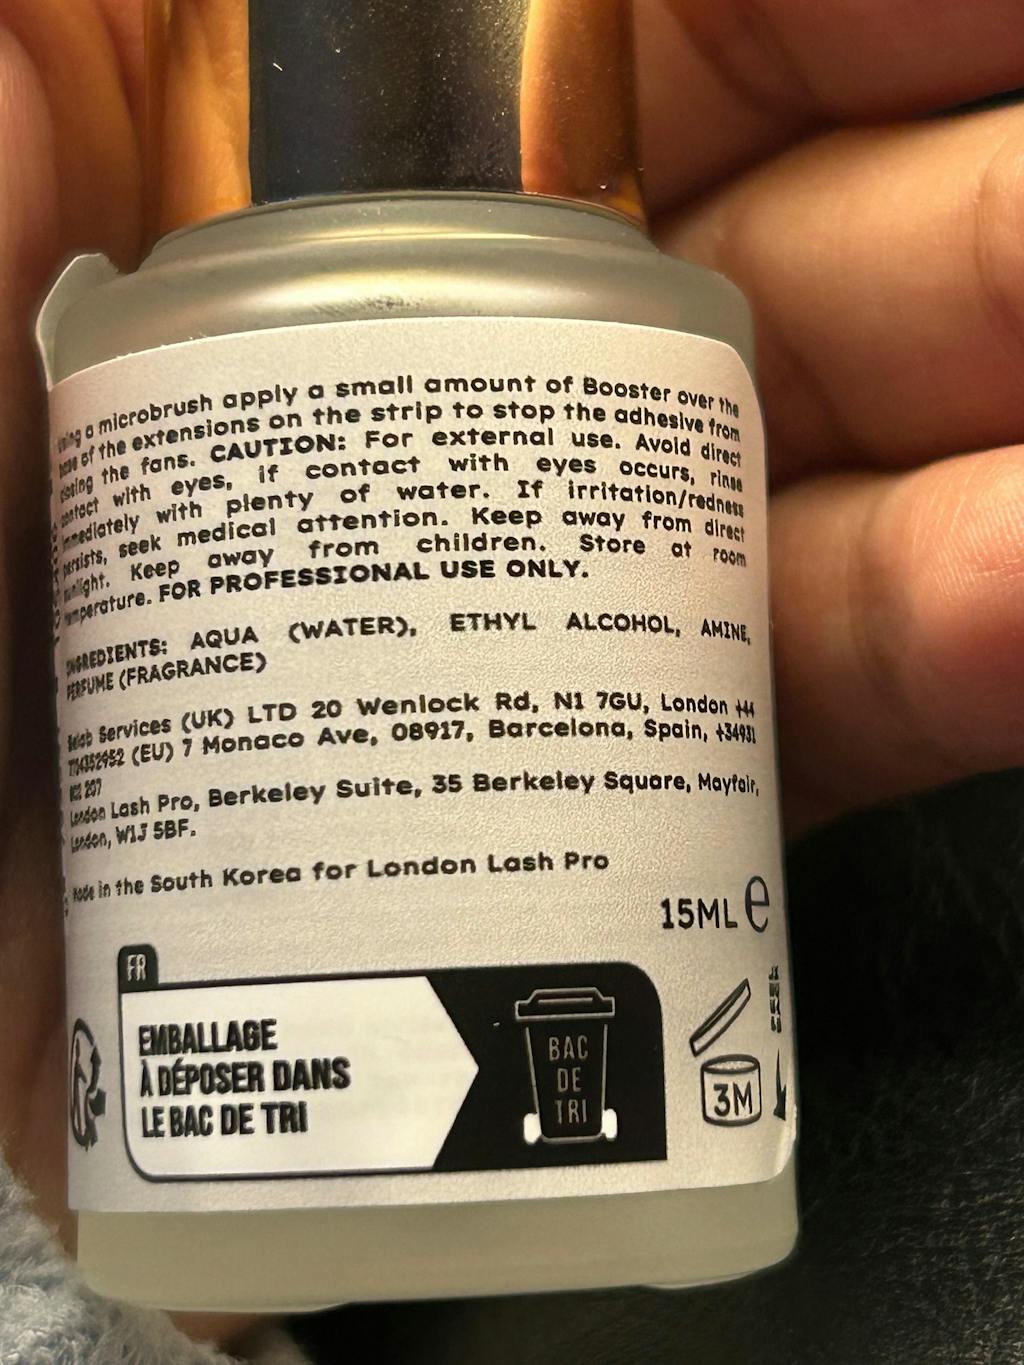 Using a microbrush apply a small amount of Booster over the
base of the extensions on the strip to stop the adhesive from
closing the fans. CAUTION: For external use. Avoid direct
contact with eyes, if contact with eyes occurs, rinse
immediately with plenty of water. If irritation/redness
persists, seek medical attention. Keep away from direct
sunlight. Keep away from children. Store at room
temperature. FOR PROFESSIONAL USE ONLY.
INGREDIENTS: AQUA (WATER), ETHYL ALCOHOL, AMINE,
PERFUME (FRAGRANCE)
Services (UK) LTD 20 Wenlock Rd, N1 7GU, London +44
(EU) 7 Monaco Ave, 08917, Barcelona, Spain, +34931
London Lash Pro, Berkeley Suite, 35 Berkeley Square, Mayfair,
London, W1J 5BF.
Made in the South Korea for London Lash Pro
15ML e
FR
EMBALLAGE
À DÉPOSER DANS
LE BAC DE TRI
BAC
DE
TRI
3M